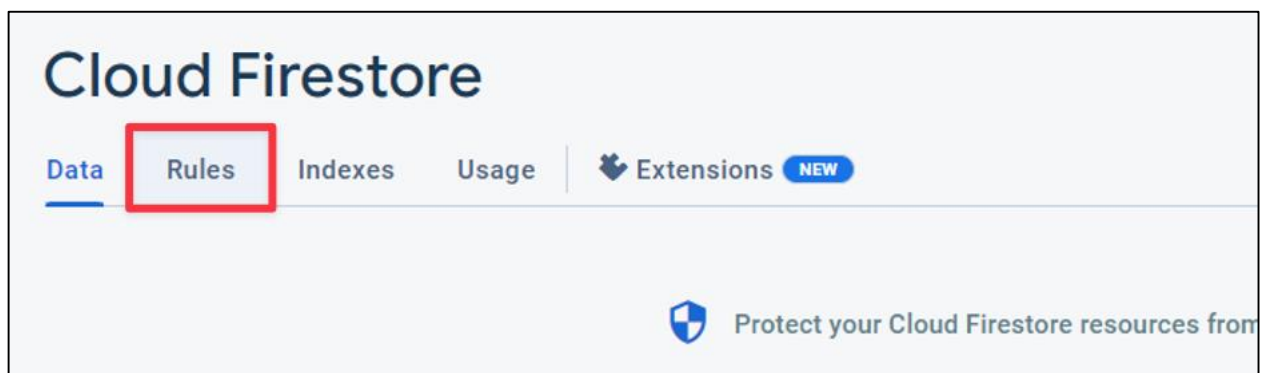 Cloud Firestore
Data Rules Indexes Usage Extensions NEW
Protect your Cloud Firestore resources from